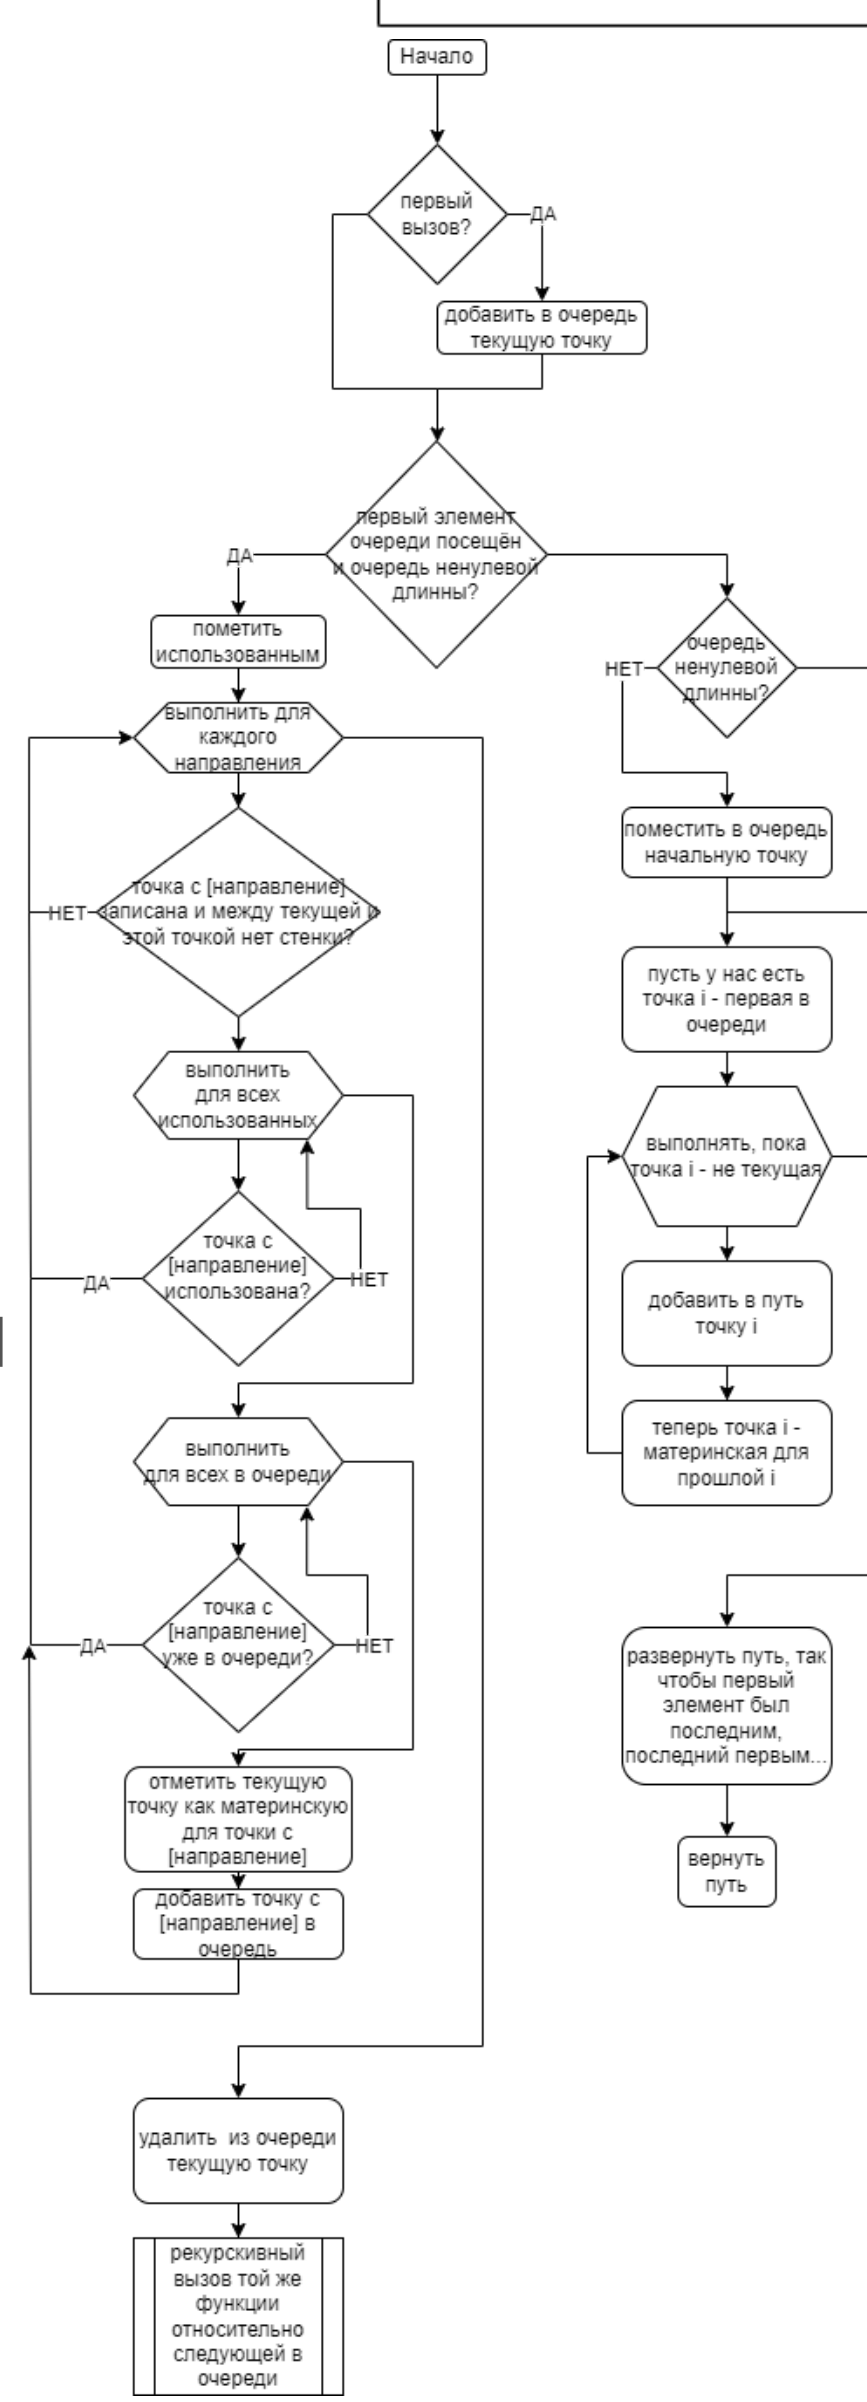 Начало
первый
вызов?
ДА
добавить в очередь
текущую точку
первый элемент
очереди посещён
и очередь ненулевой
длинны?
ДА
пометить
использованным
выполнить для
каждого
направления
точка с [направление]
записана и между текущей и
этой точкой нет стенки?
НЕТ
выполнить
для всех
использованных
точка с
[направление]
использована?
ДА
НЕТ
выполнить
для всех в очереди
точка с
[направление]
уже в очереди?
ДА
НЕТ
отметить текущую
точку как материнскую
для точки с
[направление]
добавить точку с
[направление] в
очередь
удалить из очереди
текущую точку
рекурскивный
вызов той же
функции
относительно
следующей в
очереди
очередь
ненулевой
длинны?
НЕТ
поместить в очередь
начальную точку
пусть у нас есть
точка i - первая в
очереди
выполнять, пока
точка i - не текущая
добавить в путь
точку i
теперь точка i -
материнская для
прошлой i
развернуть путь, так
чтобы первый
элемент был
последним,
последний первым...
вернуть
путь